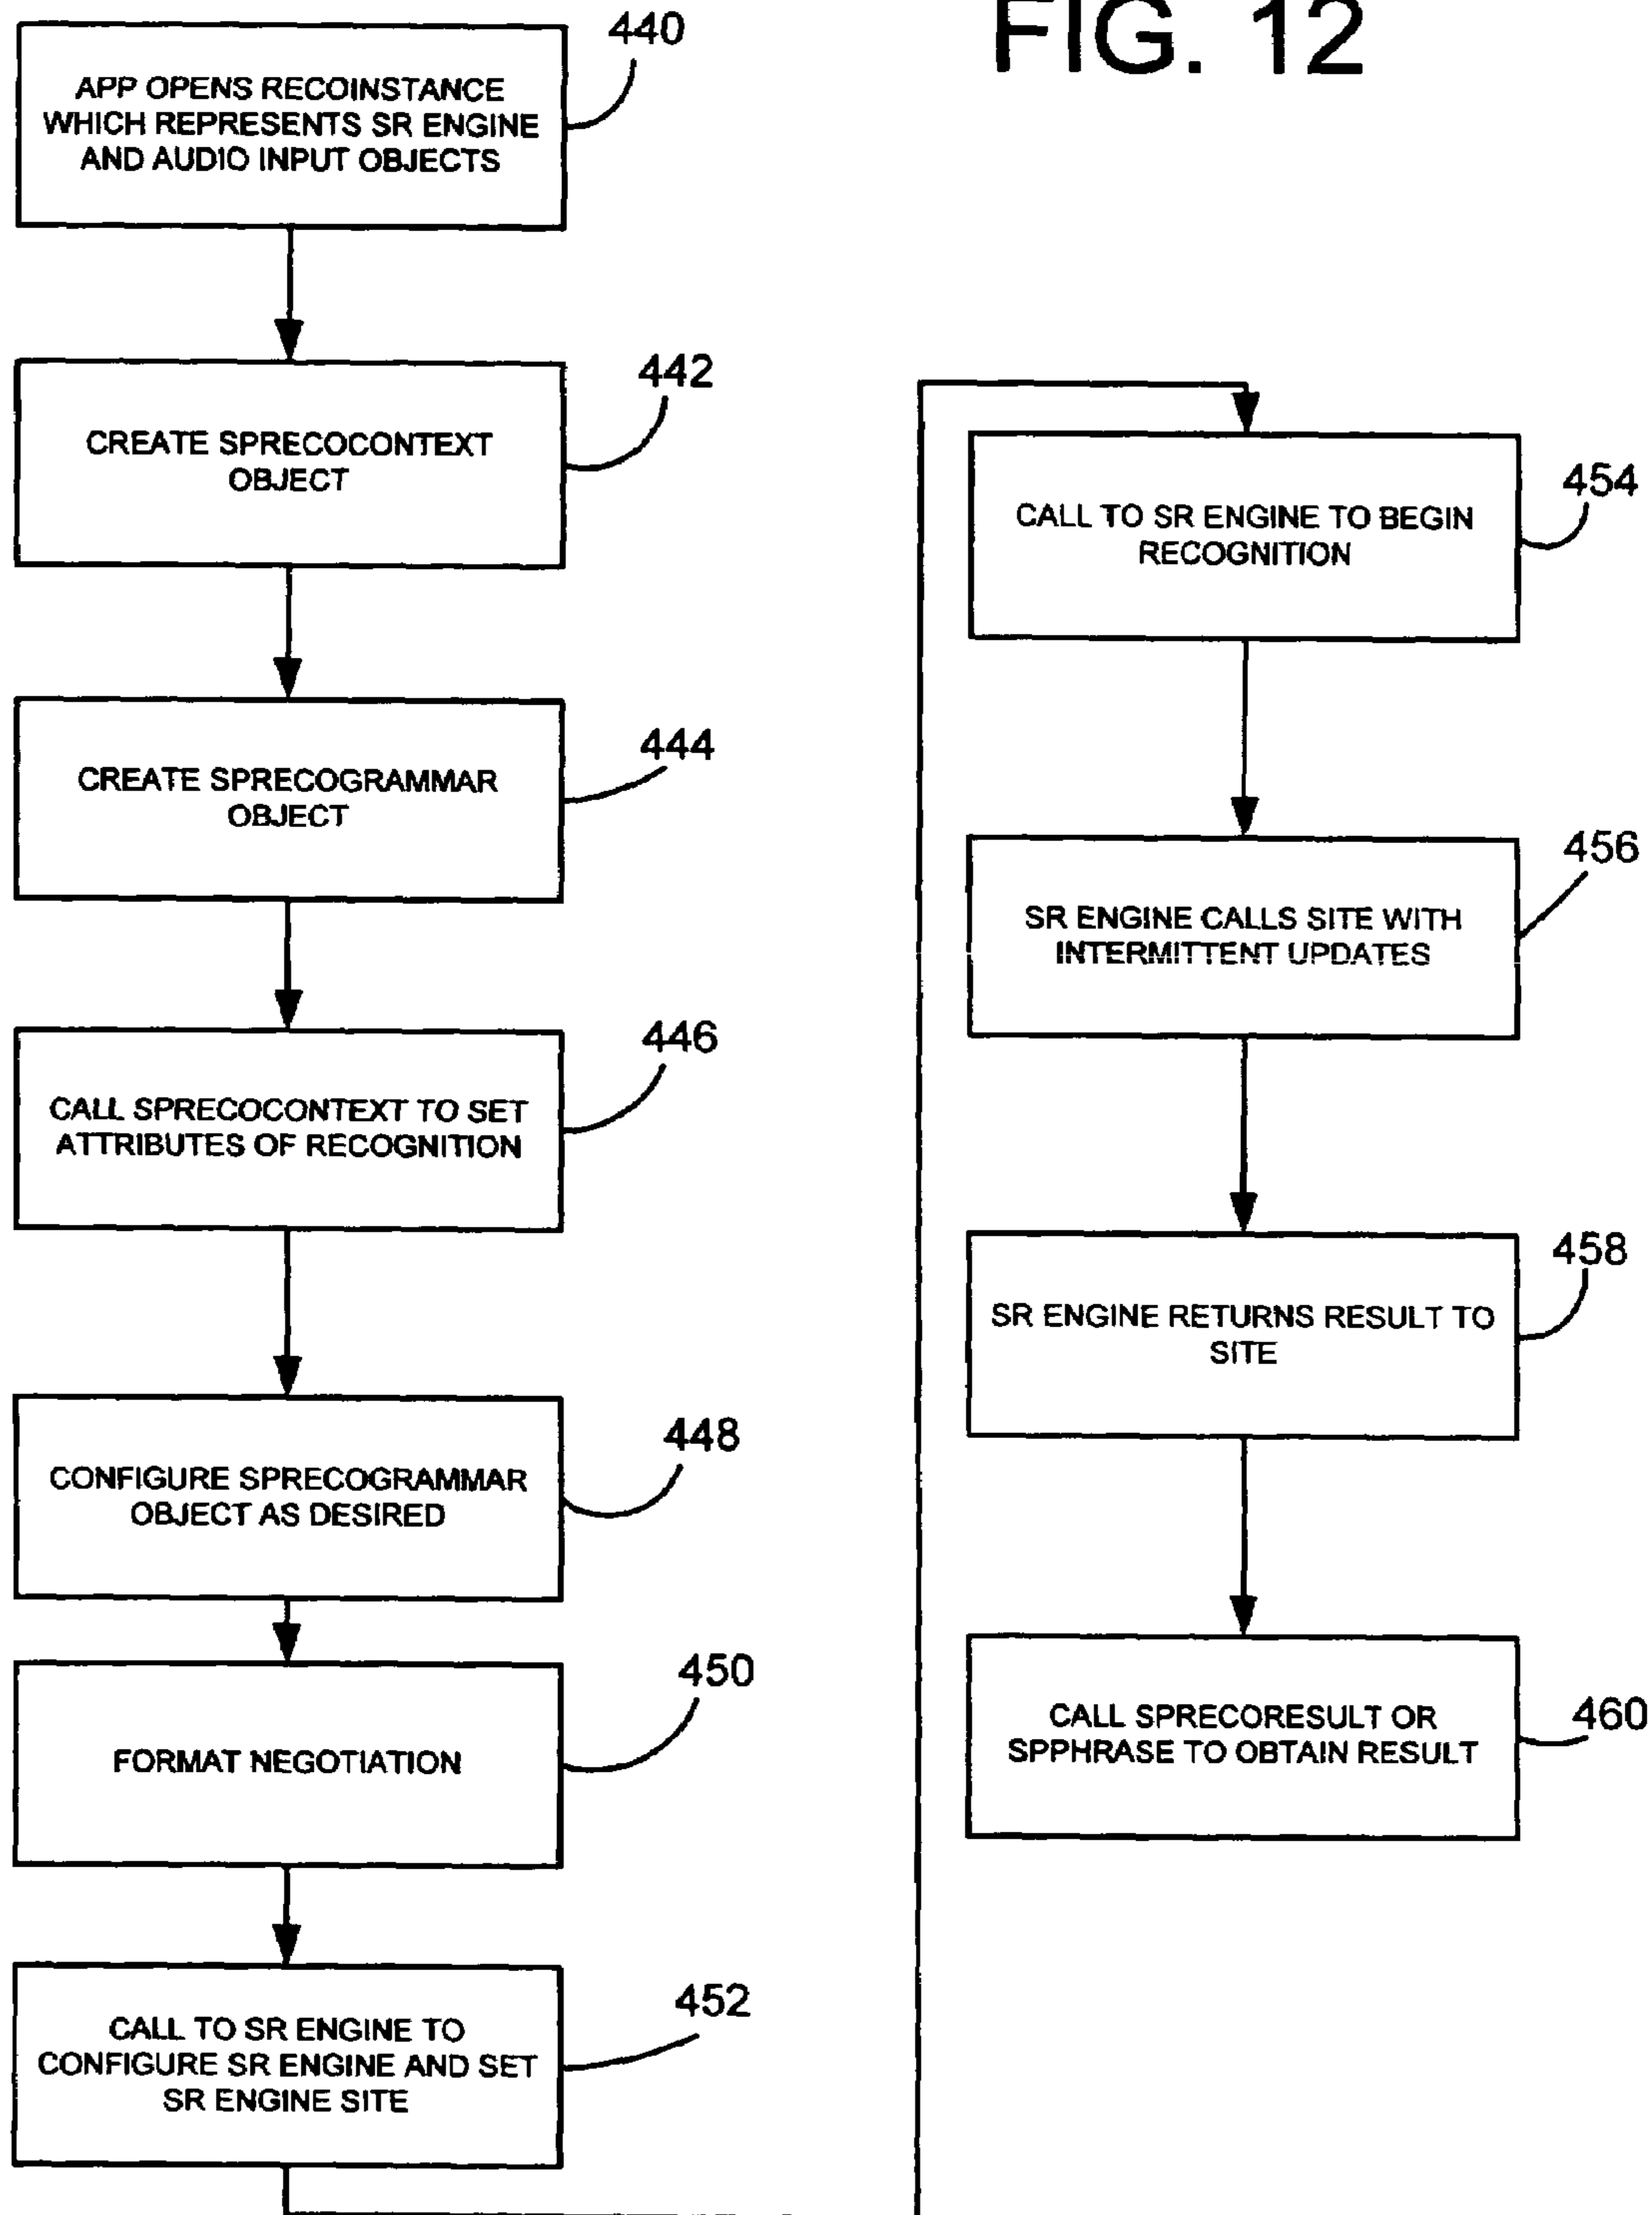 FIG. 12
440
APP OPENS RECOINSTANCE
WHICH REPRESENTS SR ENGINE
AND AUDIO INPUT OBJECTS
442
CREATE SPRECOCONTEXT
OBJECT
444
CREATE SPRECOGRAMMAR
OBJECT
446
CALL SPRECOCONTEXT TO SET
ATTRIBUTES OF RECOGNITION
448
CONFIGURE SPRECOGRAMMAR
OBJECT AS DESIRED
450
FORMAT NEGOTIATION
452
CALL TO SR ENGINE TO
CONFIGURE SR ENGINE AND SET
SR ENGINE SITE
454
CALL TO SR ENGINE TO BEGIN
RECOGNITION
456
SR ENGINE CALLS SITE WITH
INTERMITTENT UPDATES
458
SR ENGINE RETURNS RESULT TO
SITE
460
CALL SPRECORESULT OR
SPPHRASE TO OBTAIN RESULT